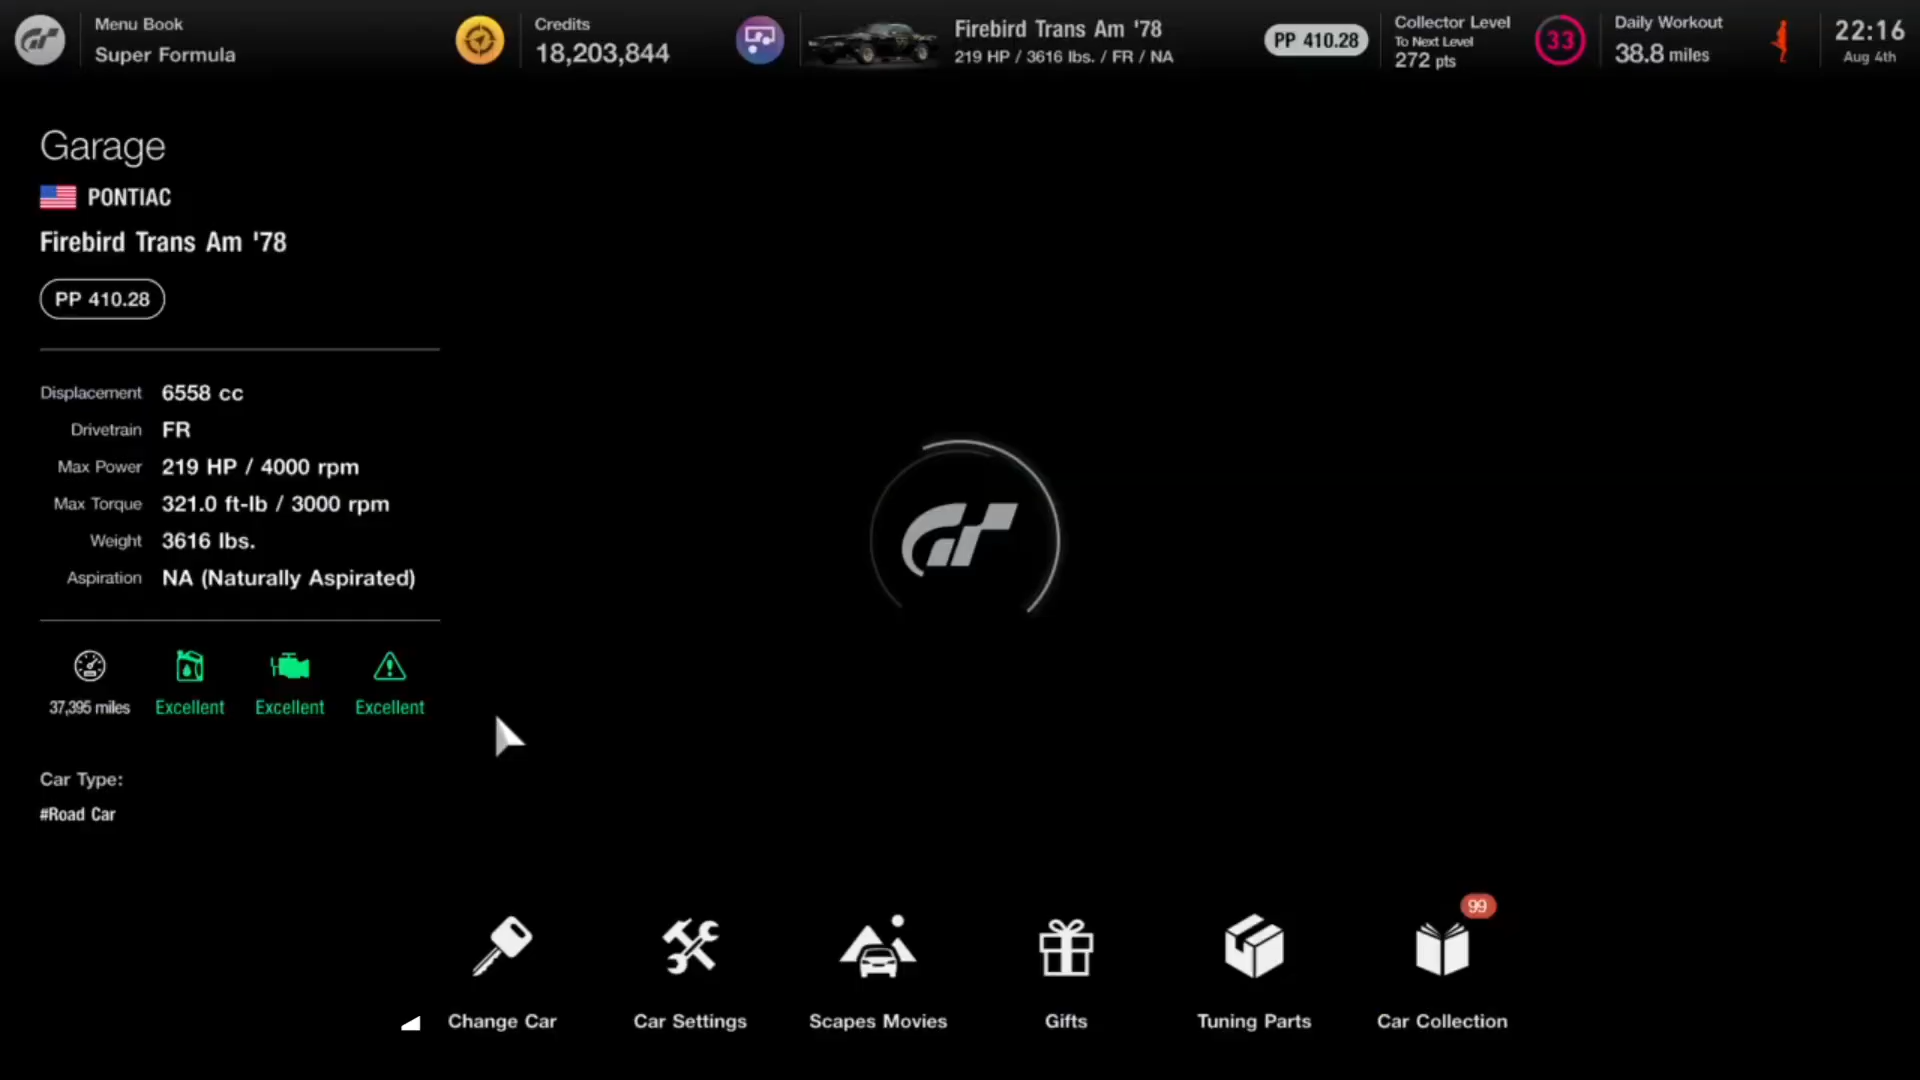 Menu Book
Super Formula
Credits
18,203,844
Firebird Trans Am '78
219 HP / 3616 lbs. / FR / NA
PP 410.28
Collector Level
To Next Level
272 pts
33
Daily Workout
38.8 miles
22:16
Aug 4th
Garage
PONTIAC
Firebird Trans Am '78
PP 410.28
Displacement 6558 cc
Drivetrain FR
Max Power 219 HP / 4000 rpm
Max Torque 321.0 ft-lb / 3000 rpm
Weight 3616 lbs.
Aspiration NA (Naturally Aspirated)
37,395 miles Excellent Excellent Excellent
Car Type:
#Road Car
99
Change Car Car Settings Scapes Movies Gifts Tuning Parts Car Collection